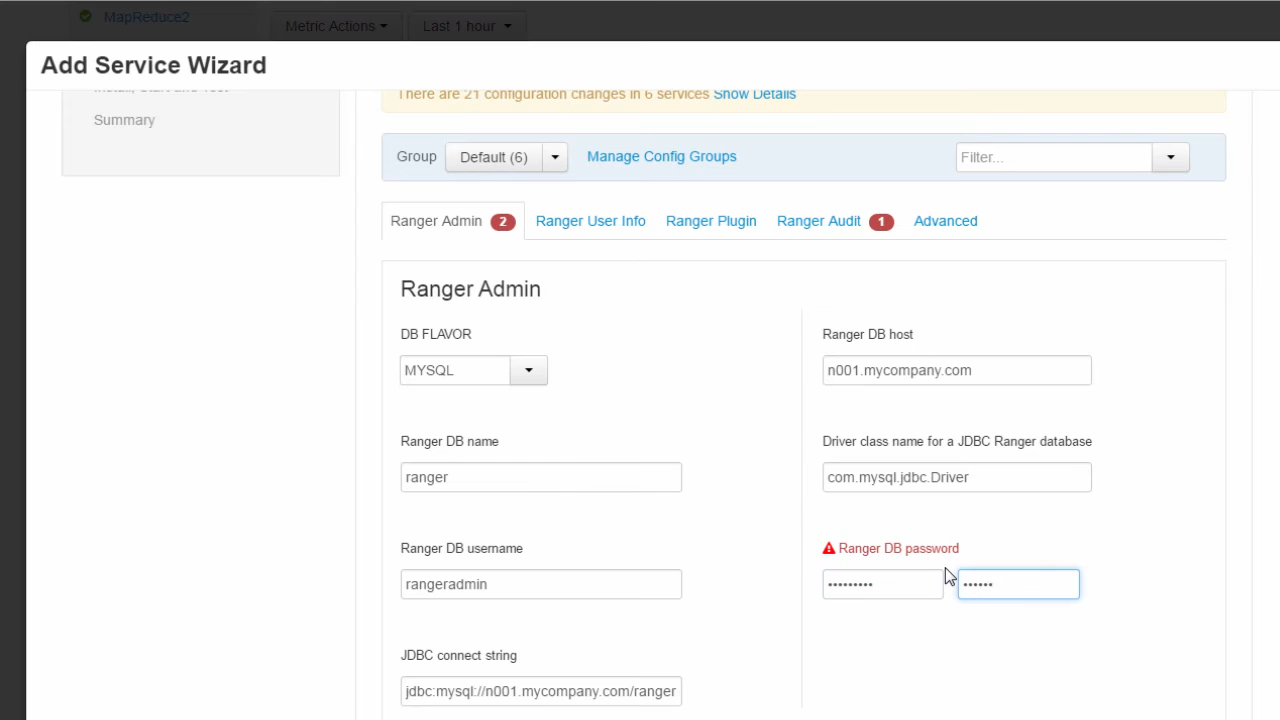 MapReduce2
Metric Actions
Last 1 hour
Add Service Wizard
Summary
There are 21 configuration changes in 6 services Show Details
Group
Default (6)
Manage Config Groups
Filter...
Ranger Admin 2
Ranger User Info
Ranger Plugin
Ranger Audit 1
Advanced
Ranger Admin
DB FLAVOR
MYSQL
Ranger DB host
n001.mycompany.com
Ranger DB name
ranger
Driver class name for a JDBC Ranger database
com.mysql.jdbc.Driver
Ranger DB username
rangeradmin
Ranger DB password
•••••••••
••••••
JDBC connect string
jdbc:mysql://n001.mycompany.com/ranger